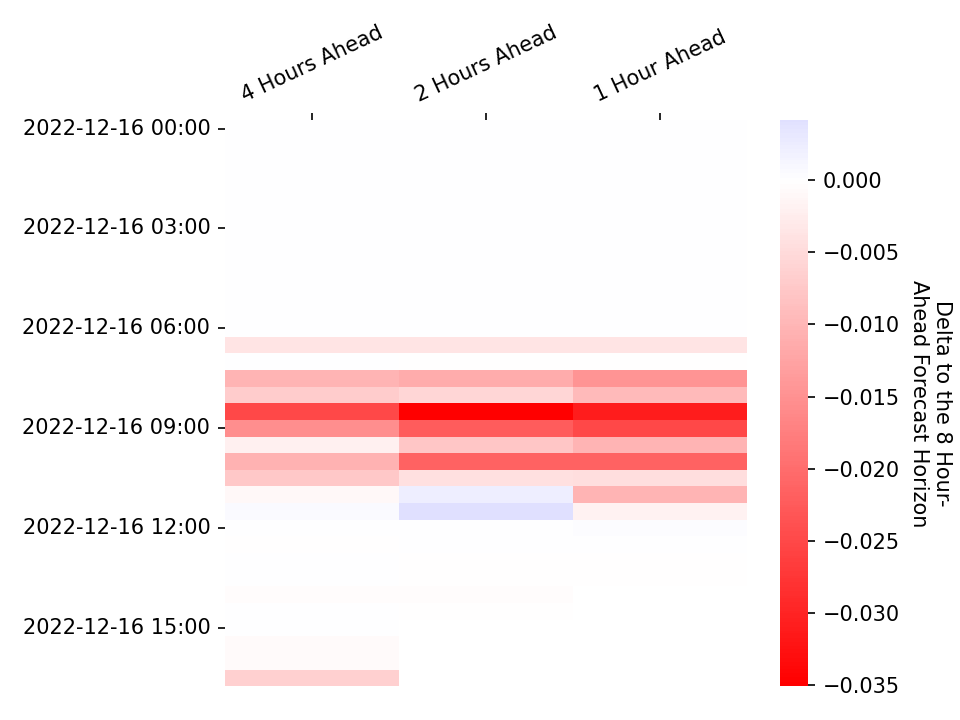 4 Hours Ahead
2 Hours Ahead
1 Hour Ahead
2022-12-16 00:00
2022-12-16 03:00
2022-12-16 06:00
2022-12-16 09:00
2022-12-16 12:00
2022-12-16 15:00
0.000
−0.005
−0.010
−0.015
−0.020
−0.025
−0.030
−0.035
Delta to the 8 Hour-
Ahead Forecast Horizon